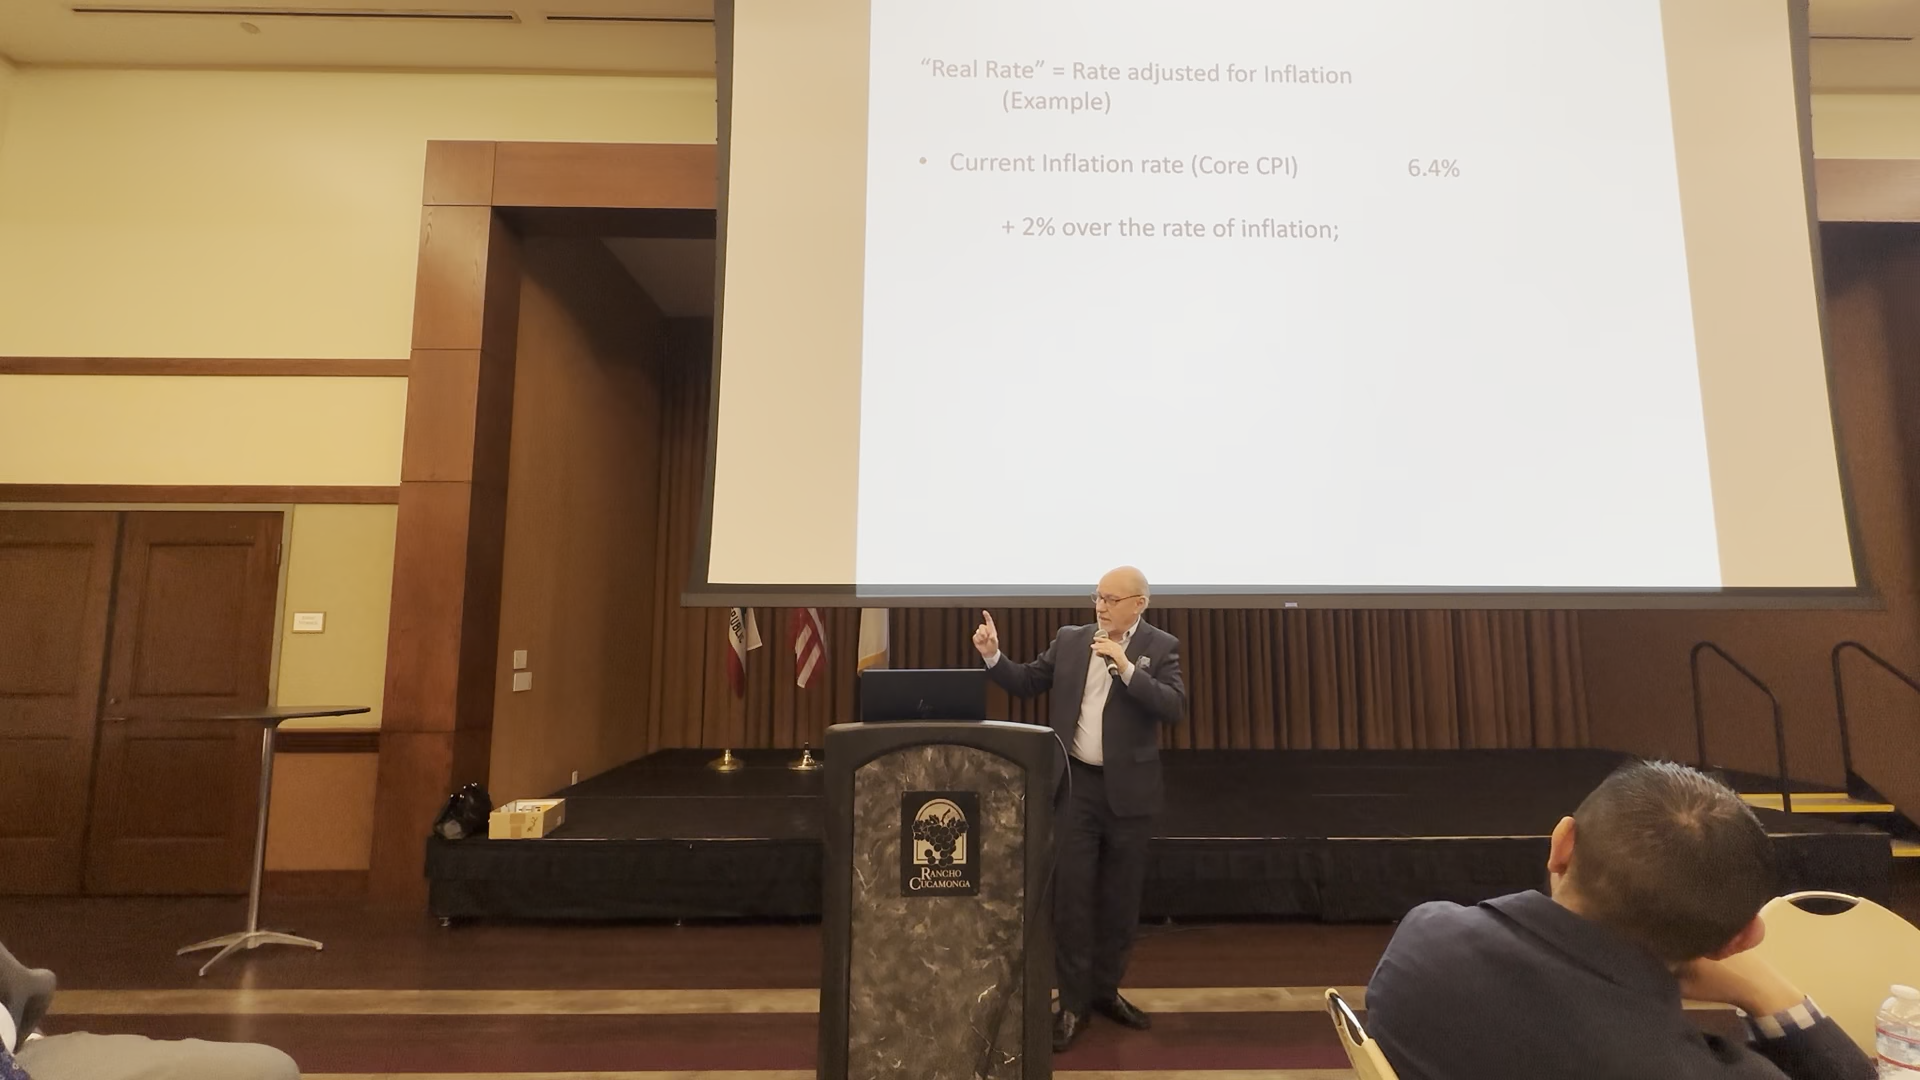 “Real Rate” = Rate adjusted for Inflation
(Example)
• Current Inflation rate (Core CPI) 6.4%
+ 2% over the rate of inflation;
RANCHO
CUCAMONGA